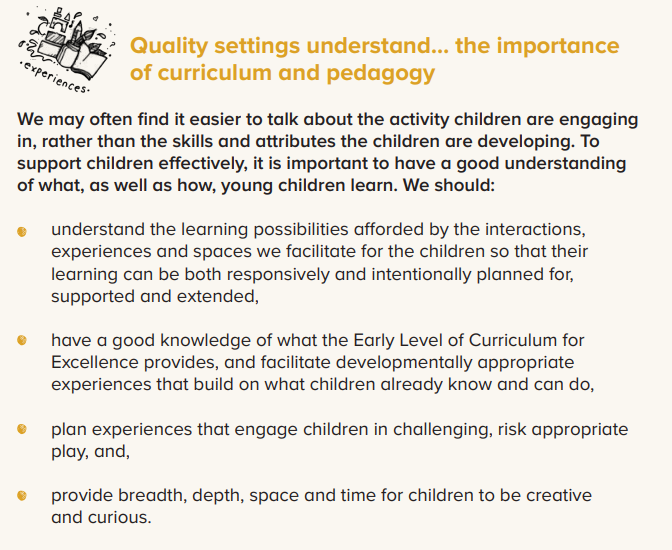 ·experiences·
Quality settings understand... the importance
of curriculum and pedagogy
We may often find it easier to talk about the activity children are engaging
in, rather than the skills and attributes the children are developing. To
support children effectively, it is important to have a good understanding
of what, as well as how, young children learn. We should:
understand the learning possibilities afforded by the interactions,
experiences and spaces we facilitate for the children so that their
learning can be both responsively and intentionally planned for,
supported and extended,
have a good knowledge of what the Early Level of Curriculum for
Excellence provides, and facilitate developmentally appropriate
experiences that build on what children already know and can do,
plan experiences that engage children in challenging, risk appropriate
play, and,
provide breadth, depth, space and time for children to be creative
and curious.